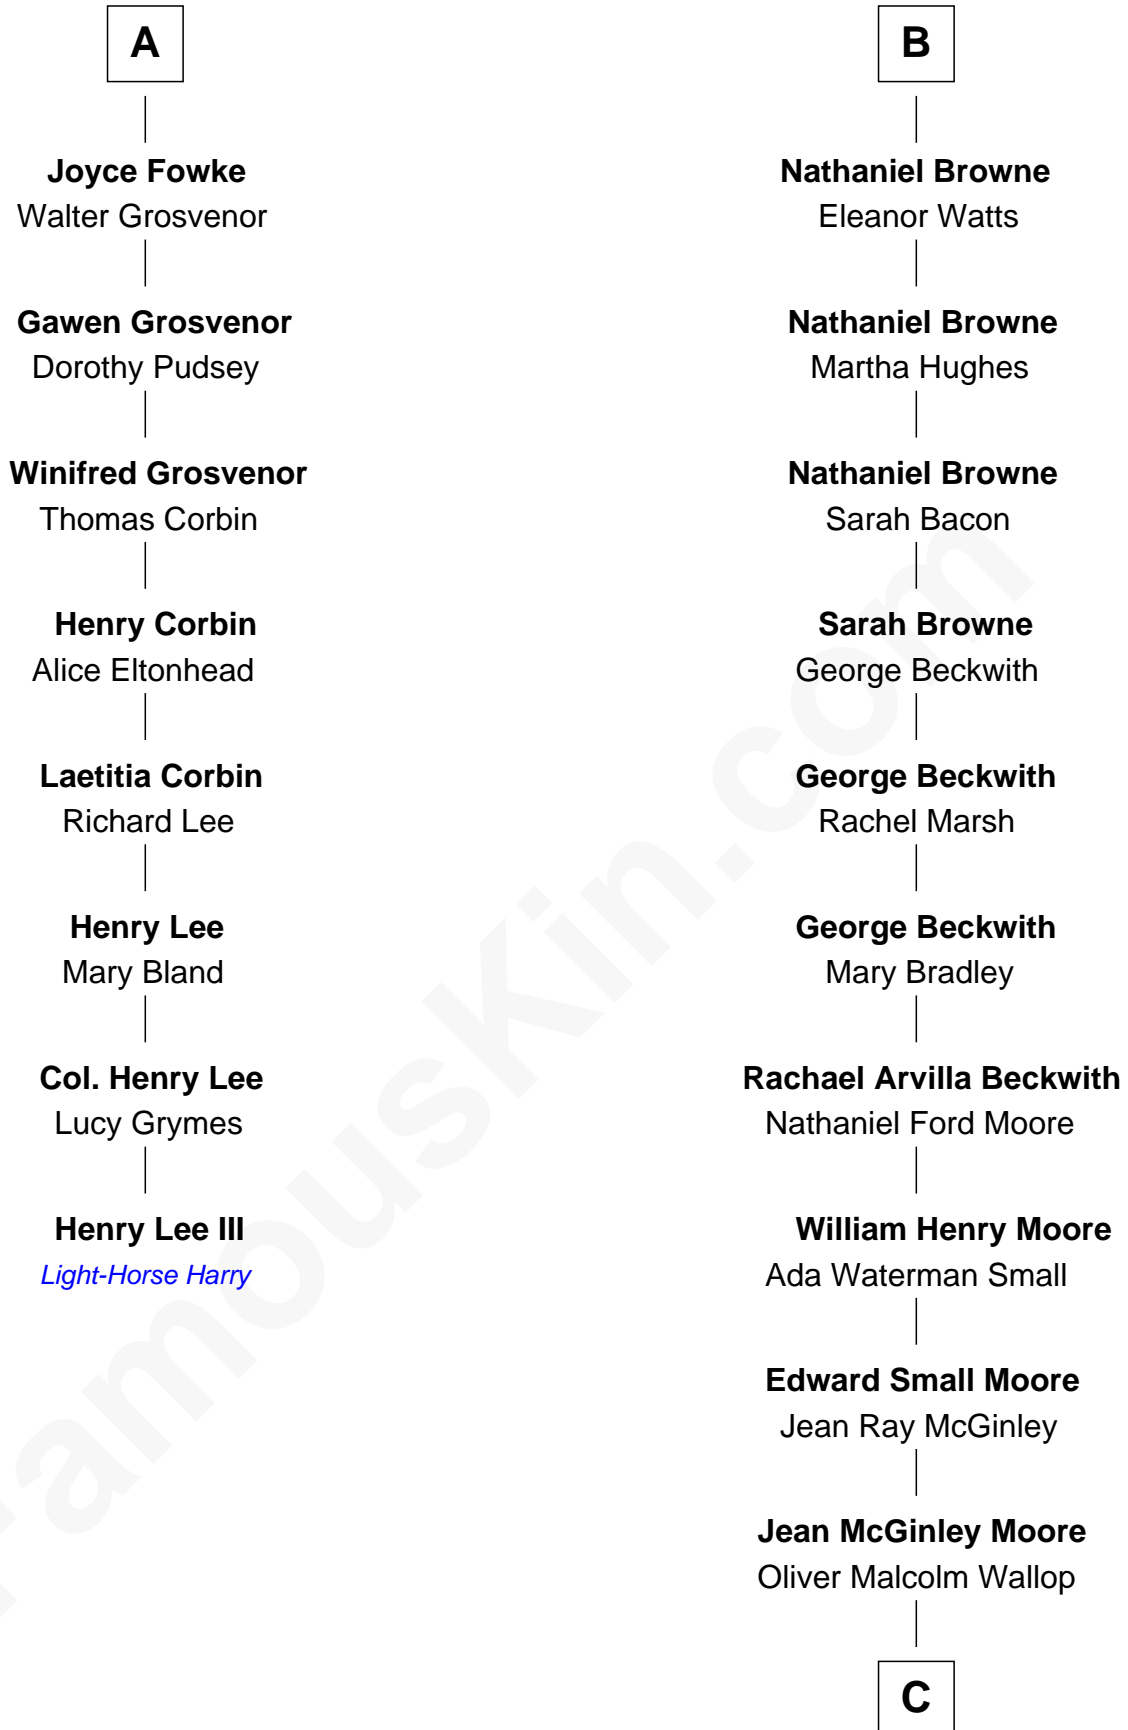 A
Joyce Fowke
Walter Grosvenor
Gawen Grosvenor
Dorothy Pudsey
Winifred Grosvenor
Thomas Corbin
Henry Corbin
Alice Eltonhead
Laetitia Corbin
Richard Lee
Henry Lee
Mary Bland
Col. Henry Lee
Lucy Grymes
Henry Lee III
Light-Horse Harry
B
Nathaniel Browne
Eleanor Watts
Nathaniel Browne
Martha Hughes
Nathaniel Browne
Sarah Bacon
Sarah Browne
George Beckwith
George Beckwith
Rachel Marsh
George Beckwith
Mary Bradley
Rachael Arvilla Beckwith
Nathaniel Ford Moore
William Henry Moore
Ada Waterman Small
Edward Small Moore
Jean Ray McGinley
Jean McGinley Moore
Oliver Malcolm Wallop
C
FamousKin.com